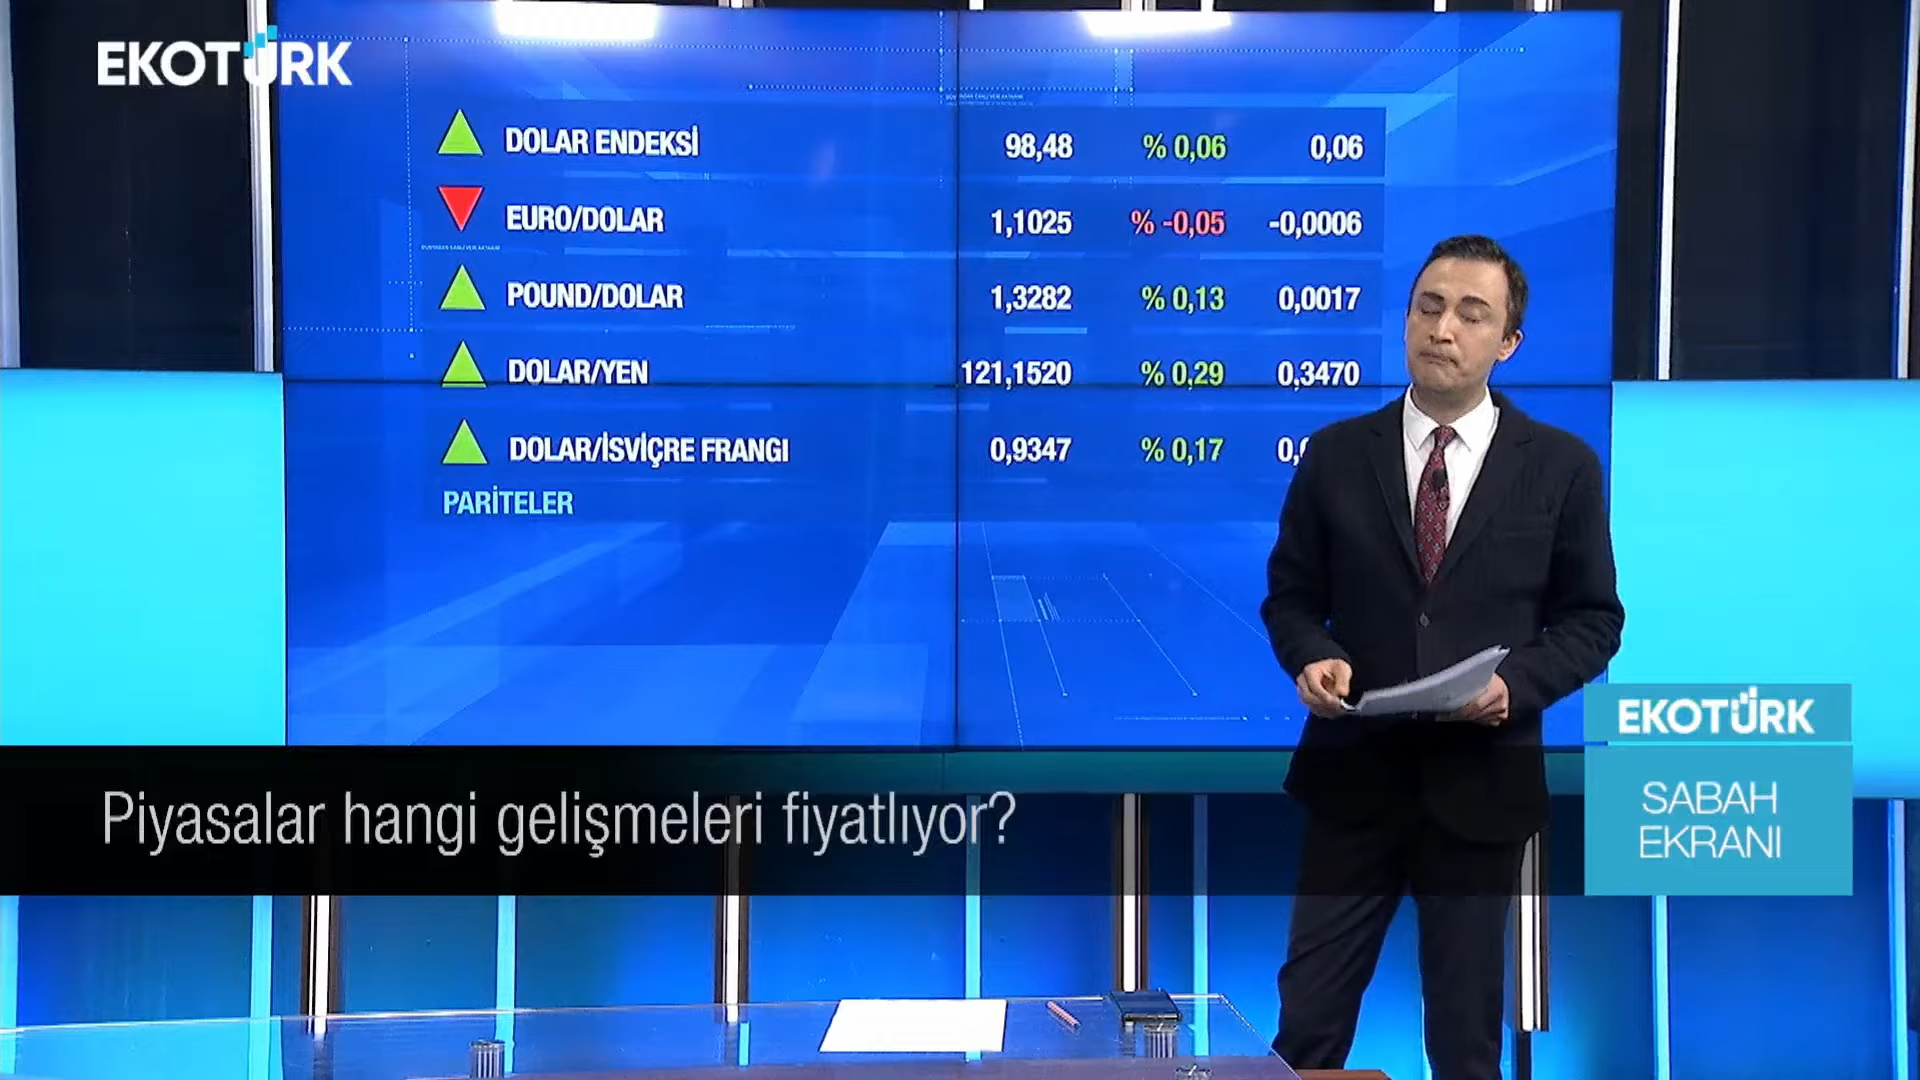 EKOTÜRK
DOLAR ENDEKSİ 98,48 % 0,06 0,06
EURO/DOLAR 1,1025 % -0,05 -0,0006
POUND/DOLAR 1,3282 % 0,13 0,0017
DOLAR/YEN 121,1520 % 0,29 0,3470
DOLAR/İSVİÇRE FRANGI 0,9347 % 0,17
PARİTELER
EKOTÜRK
Piyasalar hangi gelişmeleri fiyatlıyor?
SABAH
EKRANI